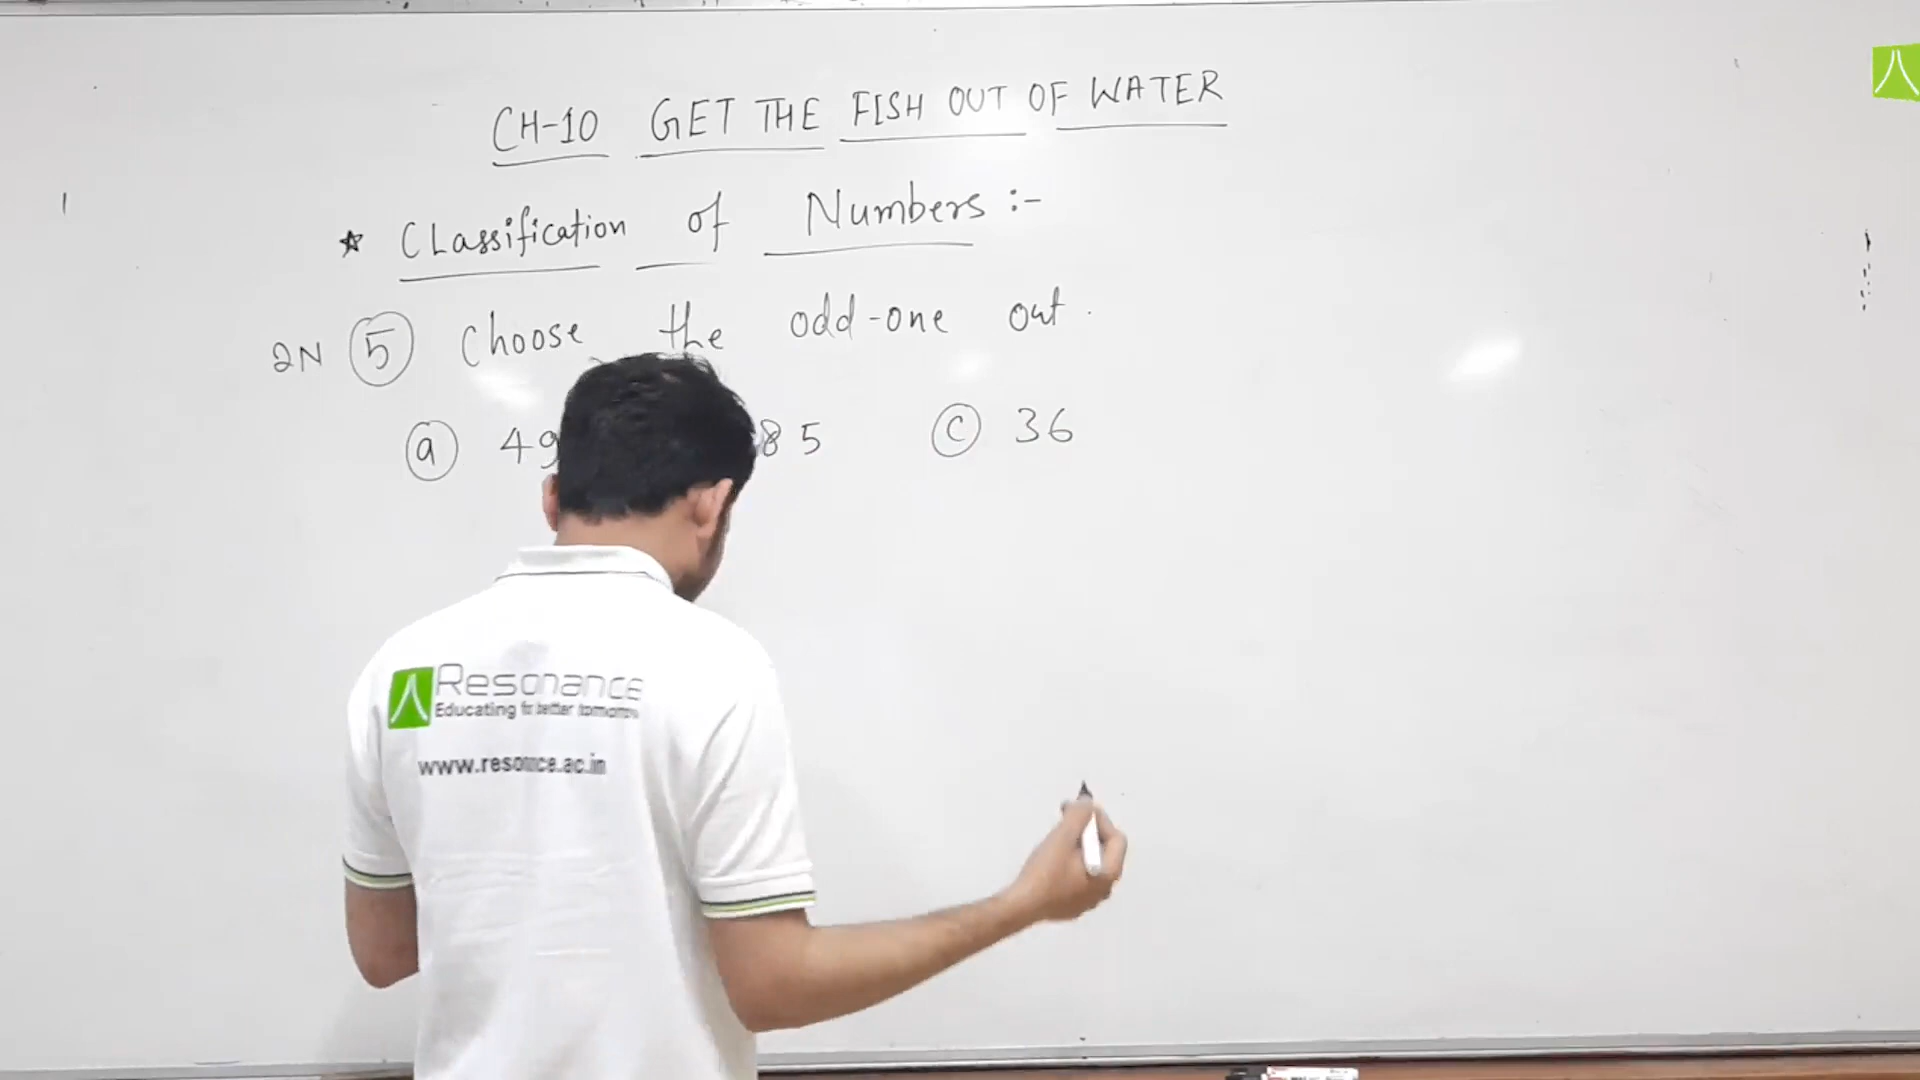 CH-10 GET THE FISH OUT OF WATER
* CLassification of Numbers :-
2N 5 Choose the odd-one out.
a 49 85 c 36
Resonance
Educating for better tomorrow
www.resonance.ac.in